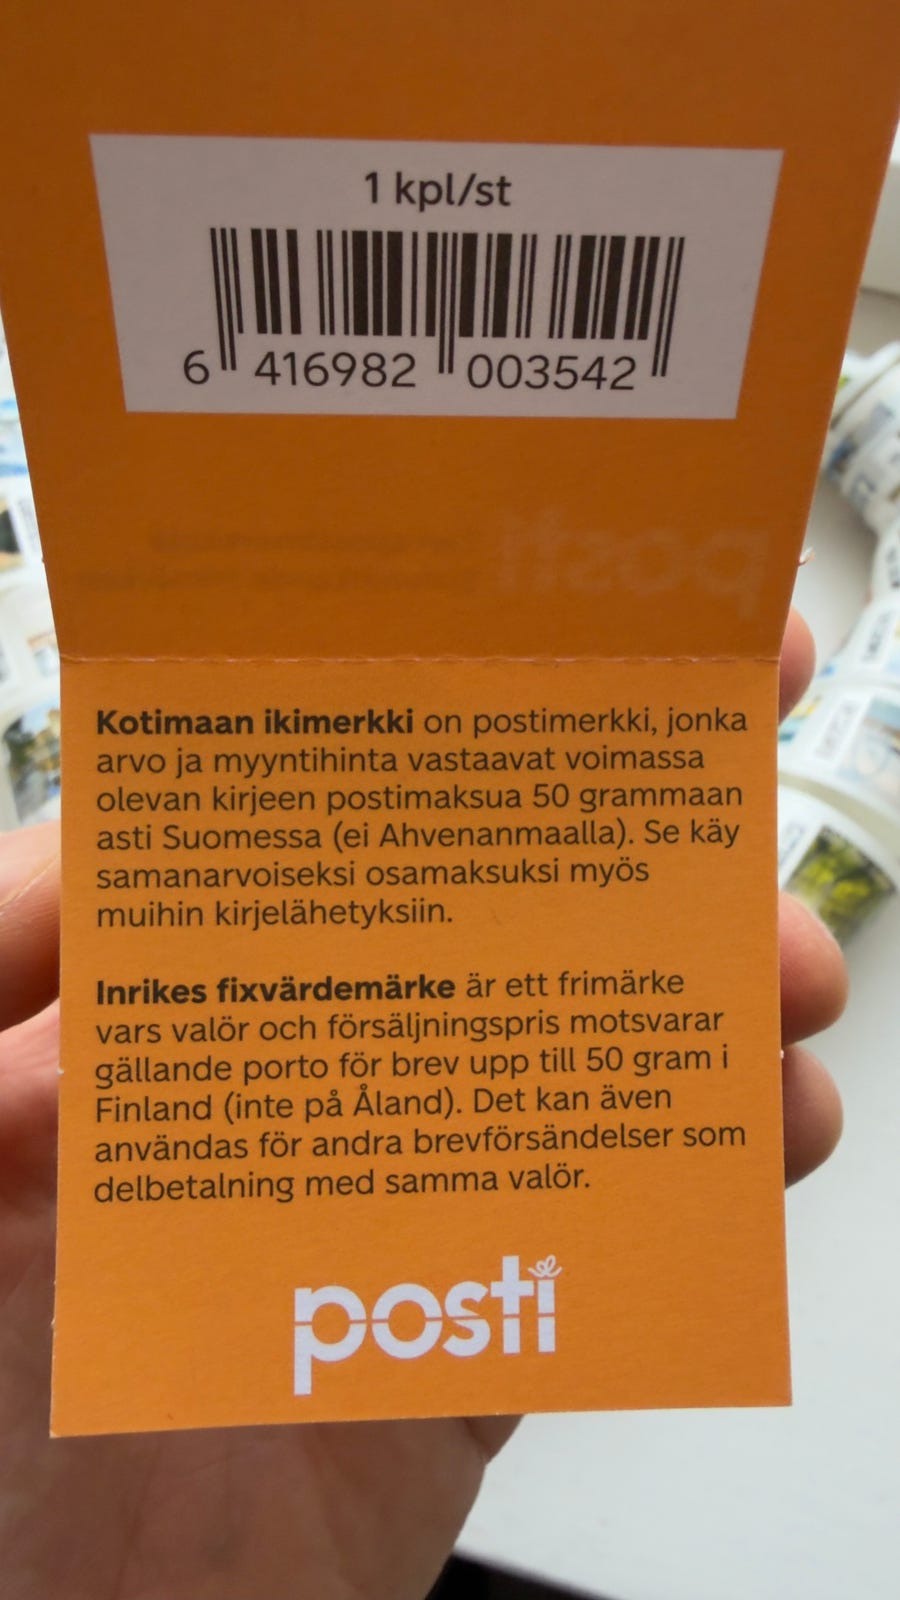 1 kpl/st
6 416982 003542
posti
Kotimaan ikimerkki on postimerkki, jonka
arvo ja myyntihinta vastaavat voimassa
olevan kirjeen postimaksua 50 grammaan
asti Suomessa (ei Ahvenanmaalla). Se käy
samanarvoiseksi osamaksuksi myös
muihin kirjelähetyksiin.
Inrikes fixvärdemärke är ett frimärke
vars valör och försäljningspris motsvarar
gällande porto för brev upp till 50 gram i
Finland (inte på Åland). Det kan även
användas för andra brevförsändelser som
delbetalning med samma valör.
posti